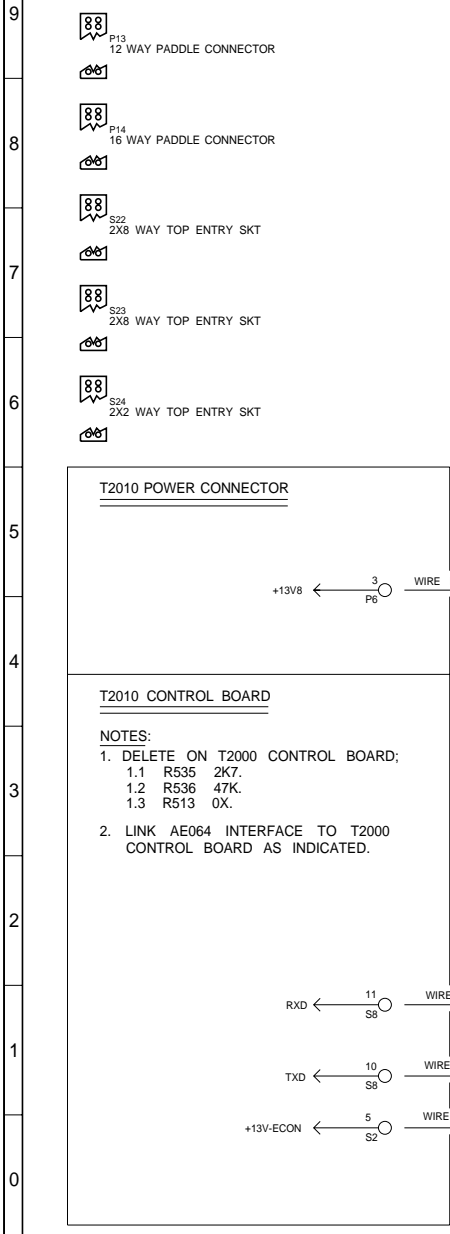 9
P13
12 WAY PADDLE CONNECTOR
8
P14
16 WAY PADDLE CONNECTOR
S22
2X8 WAY TOP ENTRY SKT
7
S23
2X8 WAY TOP ENTRY SKT
6
S24
2X2 WAY TOP ENTRY SKT
T2010 POWER CONNECTOR
5
+13V8 3 WIRE
P6
4
T2010 CONTROL BOARD
NOTES:
1. DELETE ON T2000 CONTROL BOARD;
1.1 R535 2K7.
3
1.2 R536 47K.
1.3 R513 0X.
2. LINK AE064 INTERFACE TO T2000
CONTROL BOARD AS INDICATED.
2
RXD 11 WIRE
S8
1
TXD 10 WIRE
S8
+13V-ECON 5 WIRE
S2
0